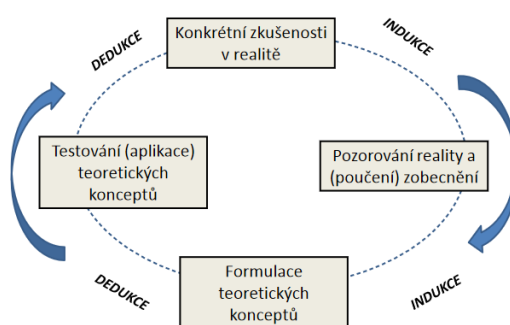 DEDUKCE
Konkrétní zkušenosti
v realitě
INDUKCE
Testování (aplikace)
teoretických
konceptů
Pozorování reality a
(poučení) zobecnění
DEDUKCE
Formulace
teoretických
konceptů
INDUKCE